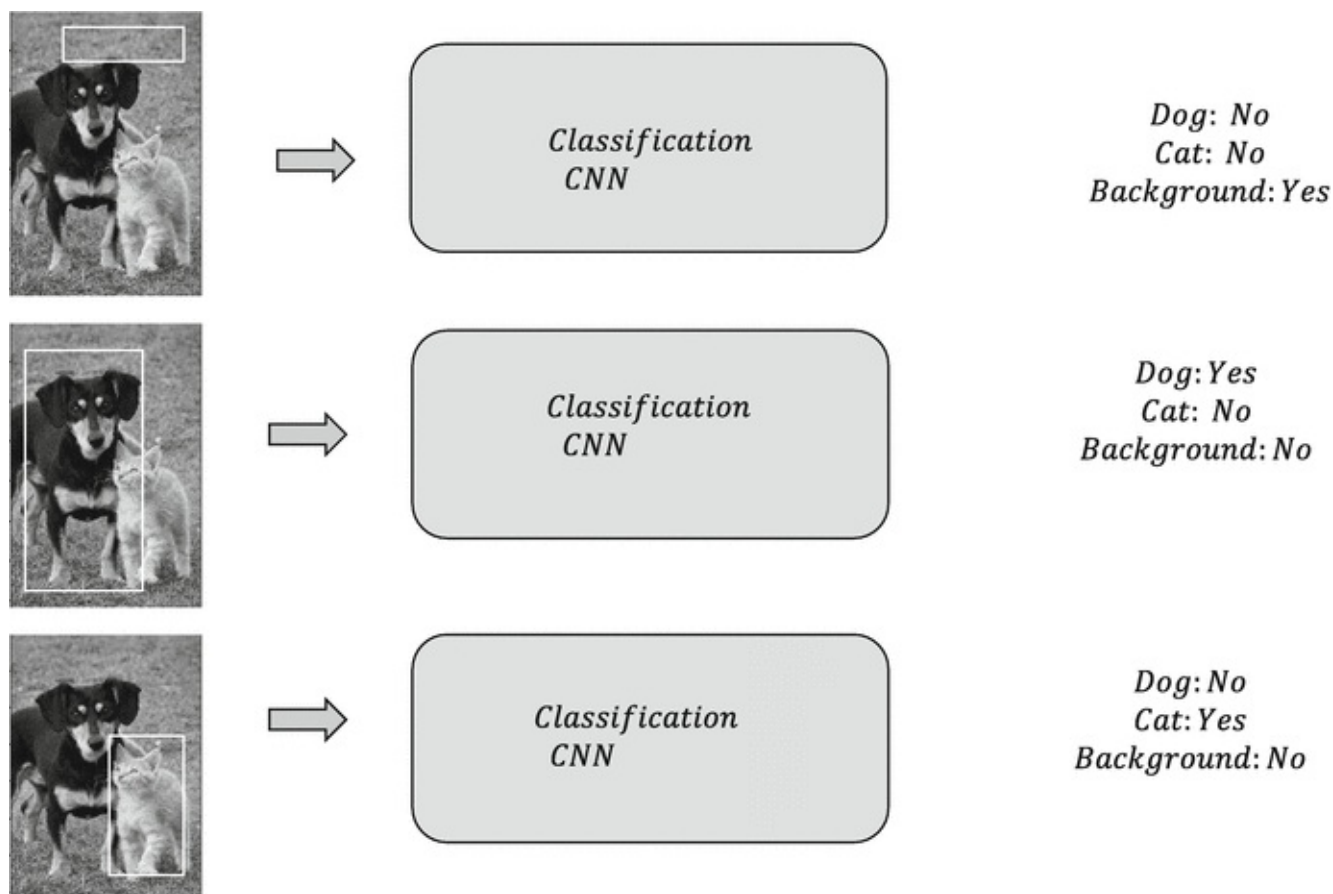 Classification
CNN
Dog: No
Cat: No
Background: Yes
Classification
CNN
Dog: Yes
Cat: No
Background: No
Classification
CNN
Dog: No
Cat: Yes
Background: No